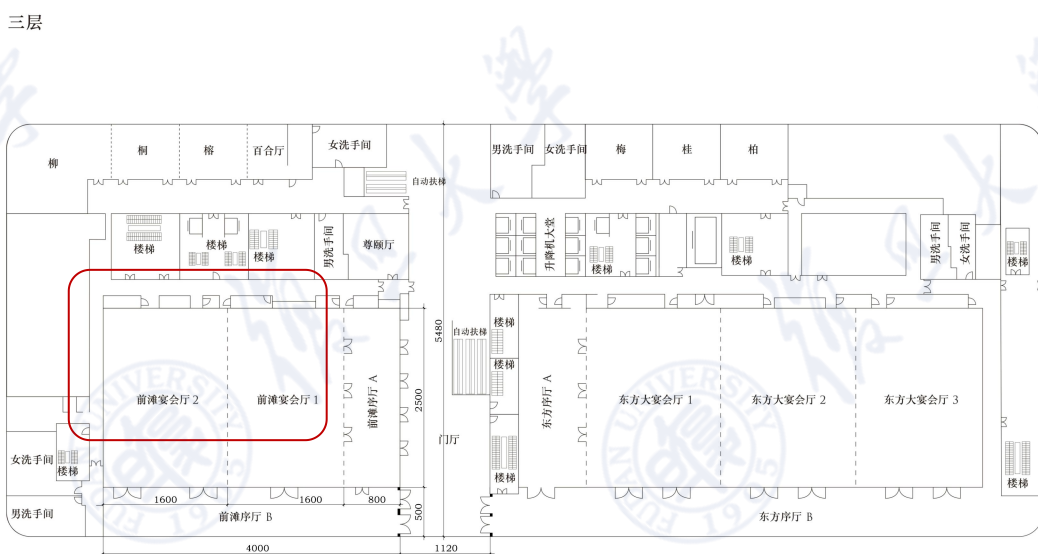 三层
柳
桐
榕
百合厅
女洗手间
自动扶梯
男洗手间
女洗手间
梅
桂
柏
楼梯
楼梯
楼梯
男洗手间
尊颐厅
升降机大堂
楼梯
楼梯
男洗手间
女洗手间
楼梯
5480
自动扶梯
楼梯
楼梯
前滩宴会厅 2
前滩宴会厅 1
前滩序厅 A
2500
东方序厅 A
东方大宴会厅 1
东方大宴会厅 2
东方大宴会厅 3
门厅
女洗手间
楼梯
楼梯
楼梯
1600
1600
800
男洗手间
前滩序厅 B
500
东方序厅 B
4000
1120
FUDAN UNIVERSITY
1905
FUDAN UNIVERSITY
1905